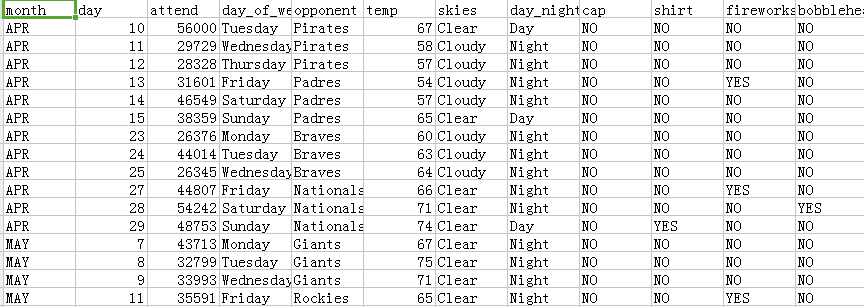 month day attend day_of_we opponent temp skies day_night cap shirt fireworks bobblehea
APR 10 56000 Tuesday Pirates 67 Clear Day NO NO NO NO
APR 11 29729 Wednesday Pirates 58 Cloudy Night NO NO NO NO
APR 12 28328 Thursday Pirates 57 Cloudy Night NO NO NO NO
APR 13 31601 Friday Padres 54 Cloudy Night NO NO YES NO
APR 14 46549 Saturday Padres 57 Cloudy Night NO NO NO NO
APR 15 38359 Sunday Padres 65 Clear Day NO NO NO NO
APR 23 26376 Monday Braves 60 Cloudy Night NO NO NO NO
APR 24 44014 Tuesday Braves 63 Cloudy Night NO NO NO NO
APR 25 26345 Wednesday Braves 64 Cloudy Night NO NO NO NO
APR 27 44807 Friday Nationals 66 Clear Night NO NO YES NO
APR 28 54242 Saturday Nationals 71 Clear Night NO NO NO YES
APR 29 48753 Sunday Nationals 74 Clear Day NO YES NO NO
MAY 7 43713 Monday Giants 67 Clear Night NO NO NO NO
MAY 8 32799 Tuesday Giants 75 Clear Night NO NO NO NO
MAY 9 33993 Wednesday Giants 71 Clear Night NO NO NO NO
MAY 11 35591 Friday Rockies 65 Clear Night NO NO YES NO